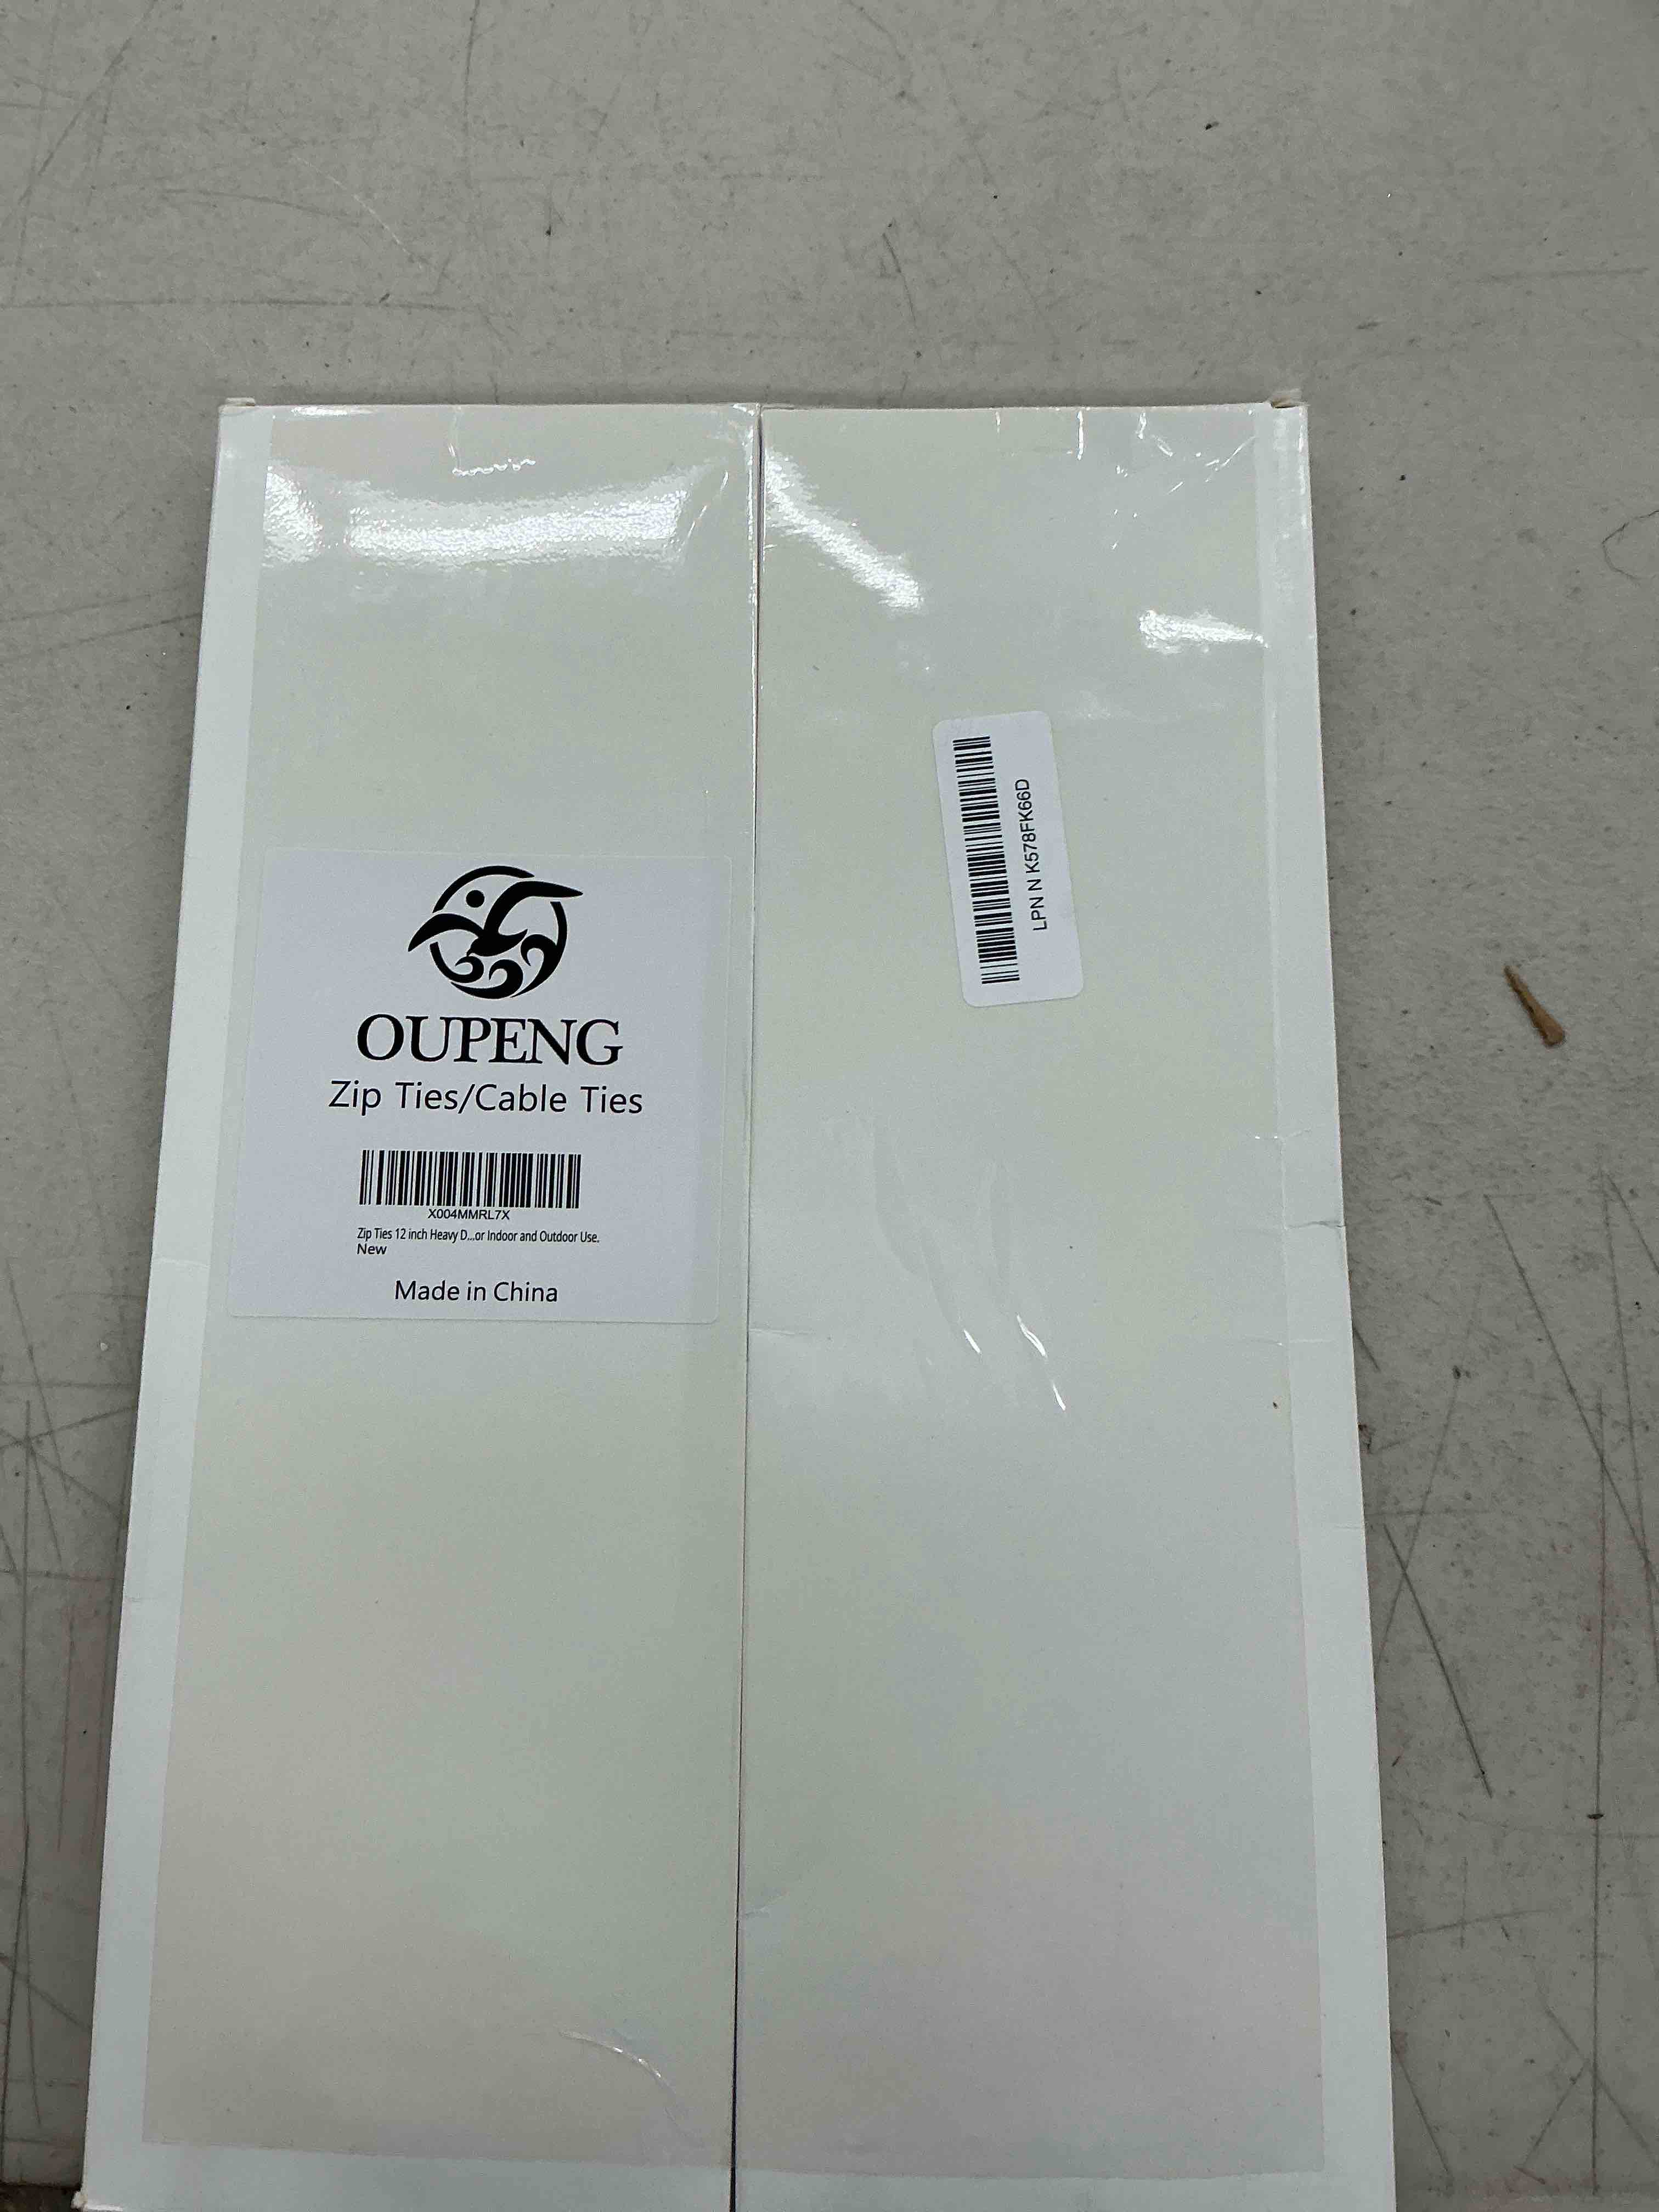 OUPENG
Zip Ties/Cable Ties
X004MMRL7X
Zip Ties 12 inch Heavy D...or Indoor and Outdoor Use.
New
Made in China
LPN N K578FK66D